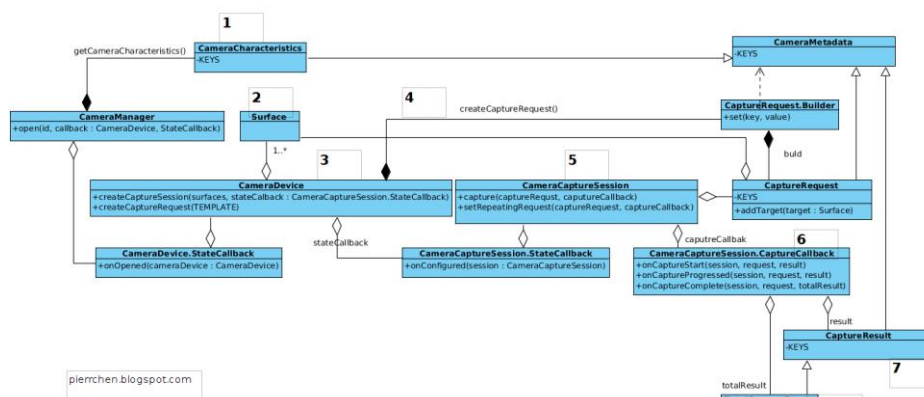 1
CameraCharacteristics
-KEYS
getCameraCharacteristics()
CameraMetadata
-KEYS
CameraManager
+open(id, callback : CameraDevice, StateCallback)
2
Surface
1..*
4
createCaptureRequest()
CaptureRequest.Builder
+set(key, value)
buld
3
CameraDevice
+createCaptureSession(surfaces, stateCalback : CameraCaptureSession.StateCallback)
+createCaptureRequest(TEMPLATE)
5
CameraCaptureSession
+capture(captureRequst, caputureCutback)
+setRepeatingRequest(captureRequest, captureCallback)
CaptureRequest
-KEYS
+addTarget(target : Surface)
stateCallback
CameraDevice.StateCallback
+onOpened(cameraDevice : CameraDevice)
CameraCaptureSession.StateCallback
+onConfigured(session : CameraCaptureSession)
caputreCallbak
6
CameraCaptureSession.CaptureCallback
+onCaptureStart(session, request, result)
+onCaptureProgressed(session, request, result)
+onCaptureComplete(session, request, totalResult)
result
CaptureResult
-KEYS
7
totalResult
pierrchen.blogspot.com